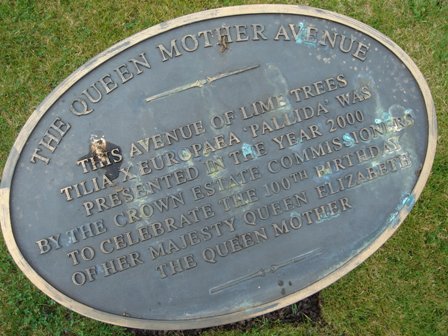 THE QUEEN MOTHER AVENUE
THIS AVENUE OF LIME TREES
TILIA X EUROPAEA 'PALLIDA' WAS
PRESENTED IN THE YEAR 2000
BY THE CROWN ESTATE COMMISSIONERS
TO CELEBRATE THE 100TH BIRTHDAY
OF HER MAJESTY QUEEN ELIZABETH
THE QUEEN MOTHER